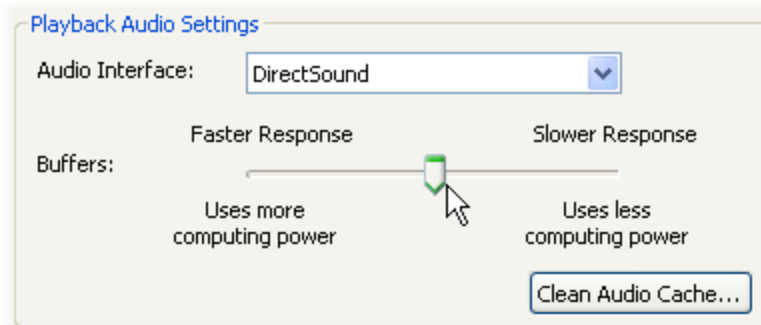 Playback Audio Settings
Audio Interface: DirectSound
Faster Response Slower Response
Buffers:
Uses more Uses less
computing power computing power
Clean Audio Cache...